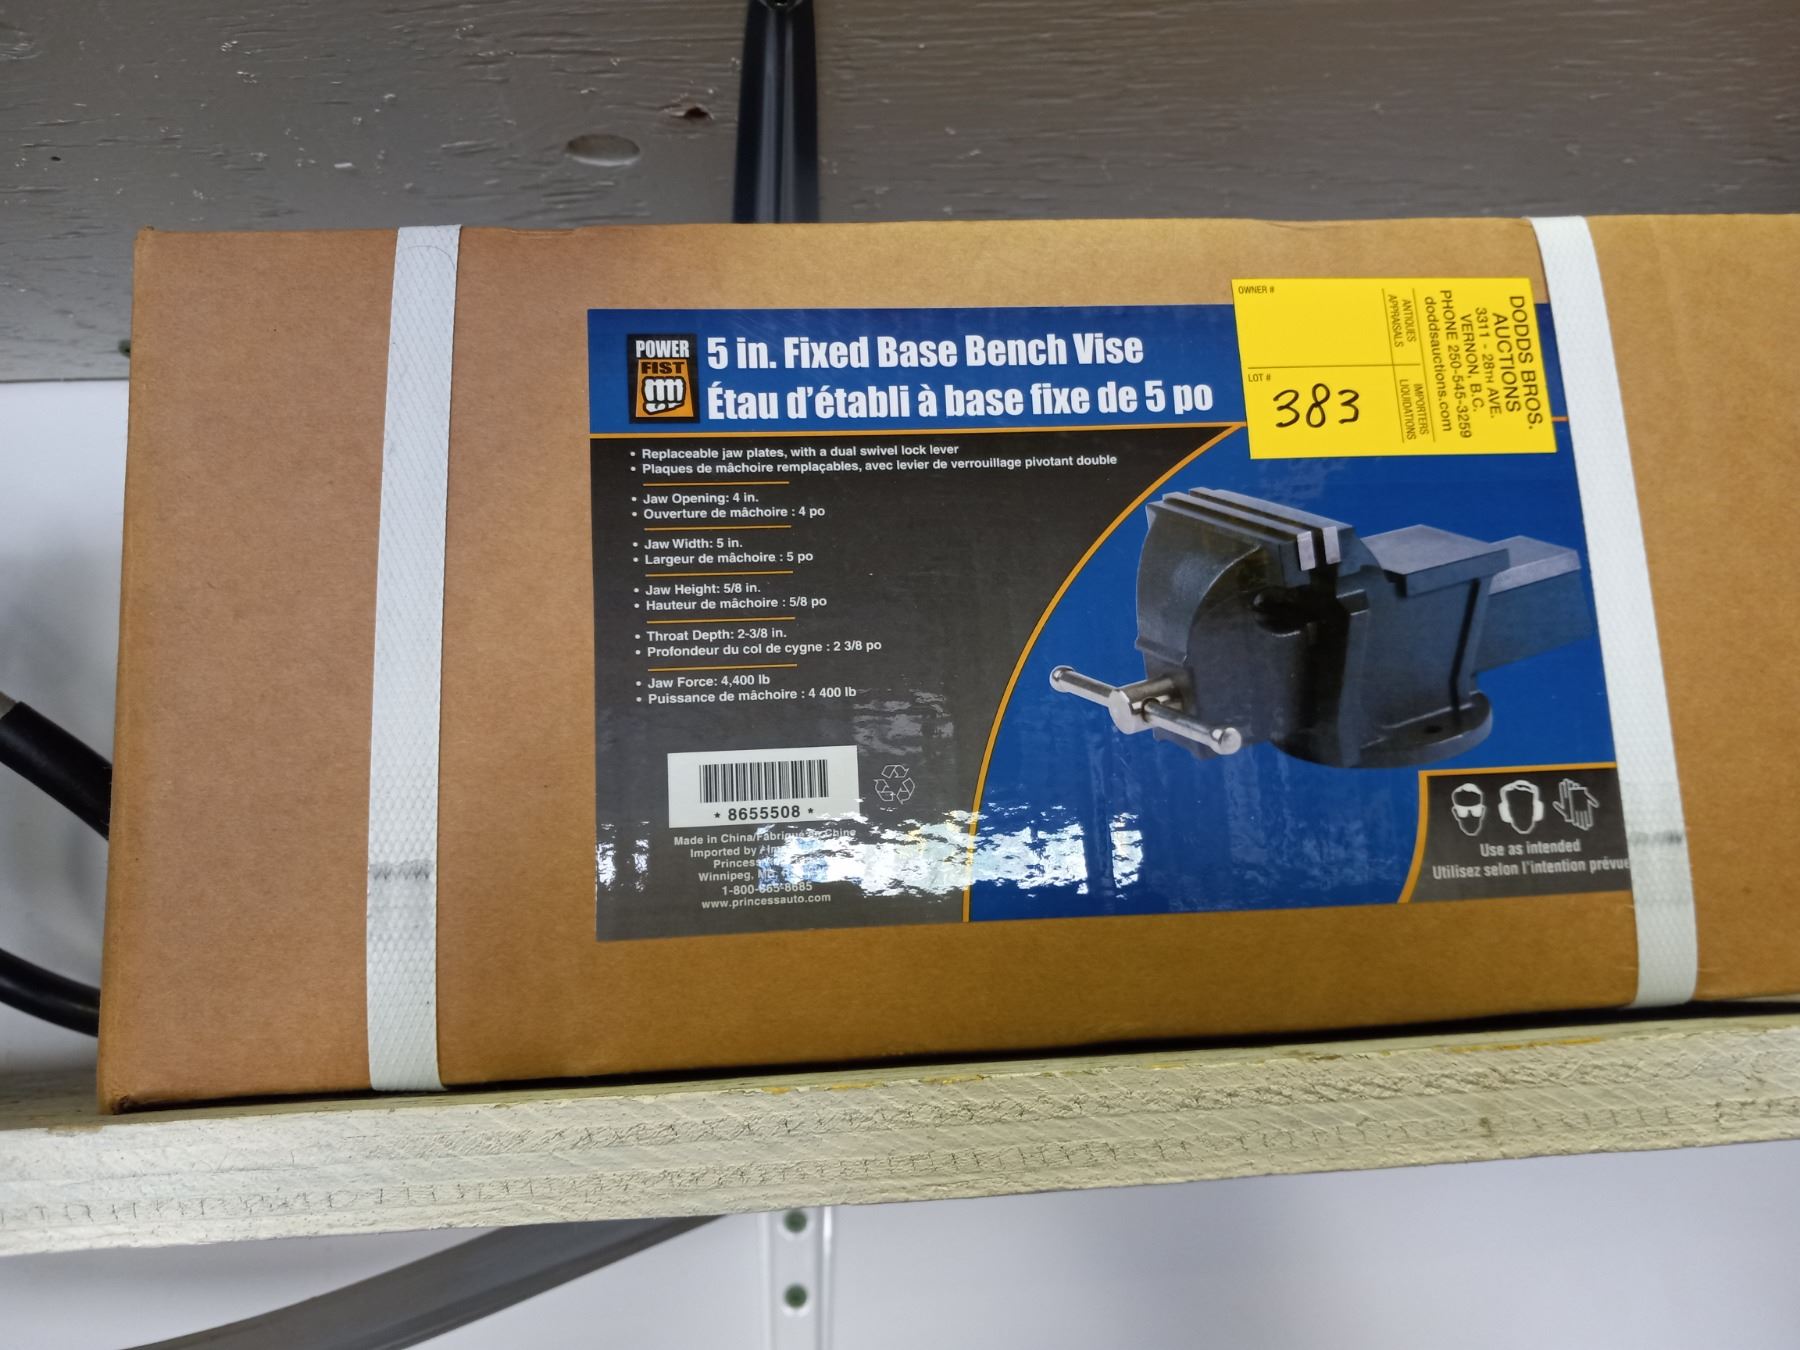 POWER
FIST
5 in. Fixed Base Bench Vise
Étau d'établi à base fixe de 5 po
• Replaceable jaw plates, with a dual swivel lock lever
• Plaques de mâchoire remplaçables, avec levier de verrouillage pivotant double
• Jaw Opening: 4 in.
• Ouverture de mâchoire : 4 po
• Jaw Width: 5 in.
• Largeur de mâchoire : 5 po
• Jaw Height: 5/8 in.
• Hauteur de mâchoire : 5/8 po
• Throat Depth: 2-3/8 in.
• Profondeur du col de cygne : 2 3/8 po
• Jaw Force: 4,400 lb
• Puissance de mâchoire : 4 400 lb
* 8655508 *
Made in China/Fabriqué en Chine
Imported by
Princess
Winnipeg,
1-800-665-8685
www.princessauto.com
OWNER #
LOT #
383
ANTIQUES
APPRAISALS
IMPORTERS
LIQUIDATIONS
DODDS BROS.
AUCTIONS
3311 - 28TH AVE.
VERNON, B.C.
PHONE 250-545-3259
doddsauctions.com
Use as intended
Utilisez selon l'intention prévue